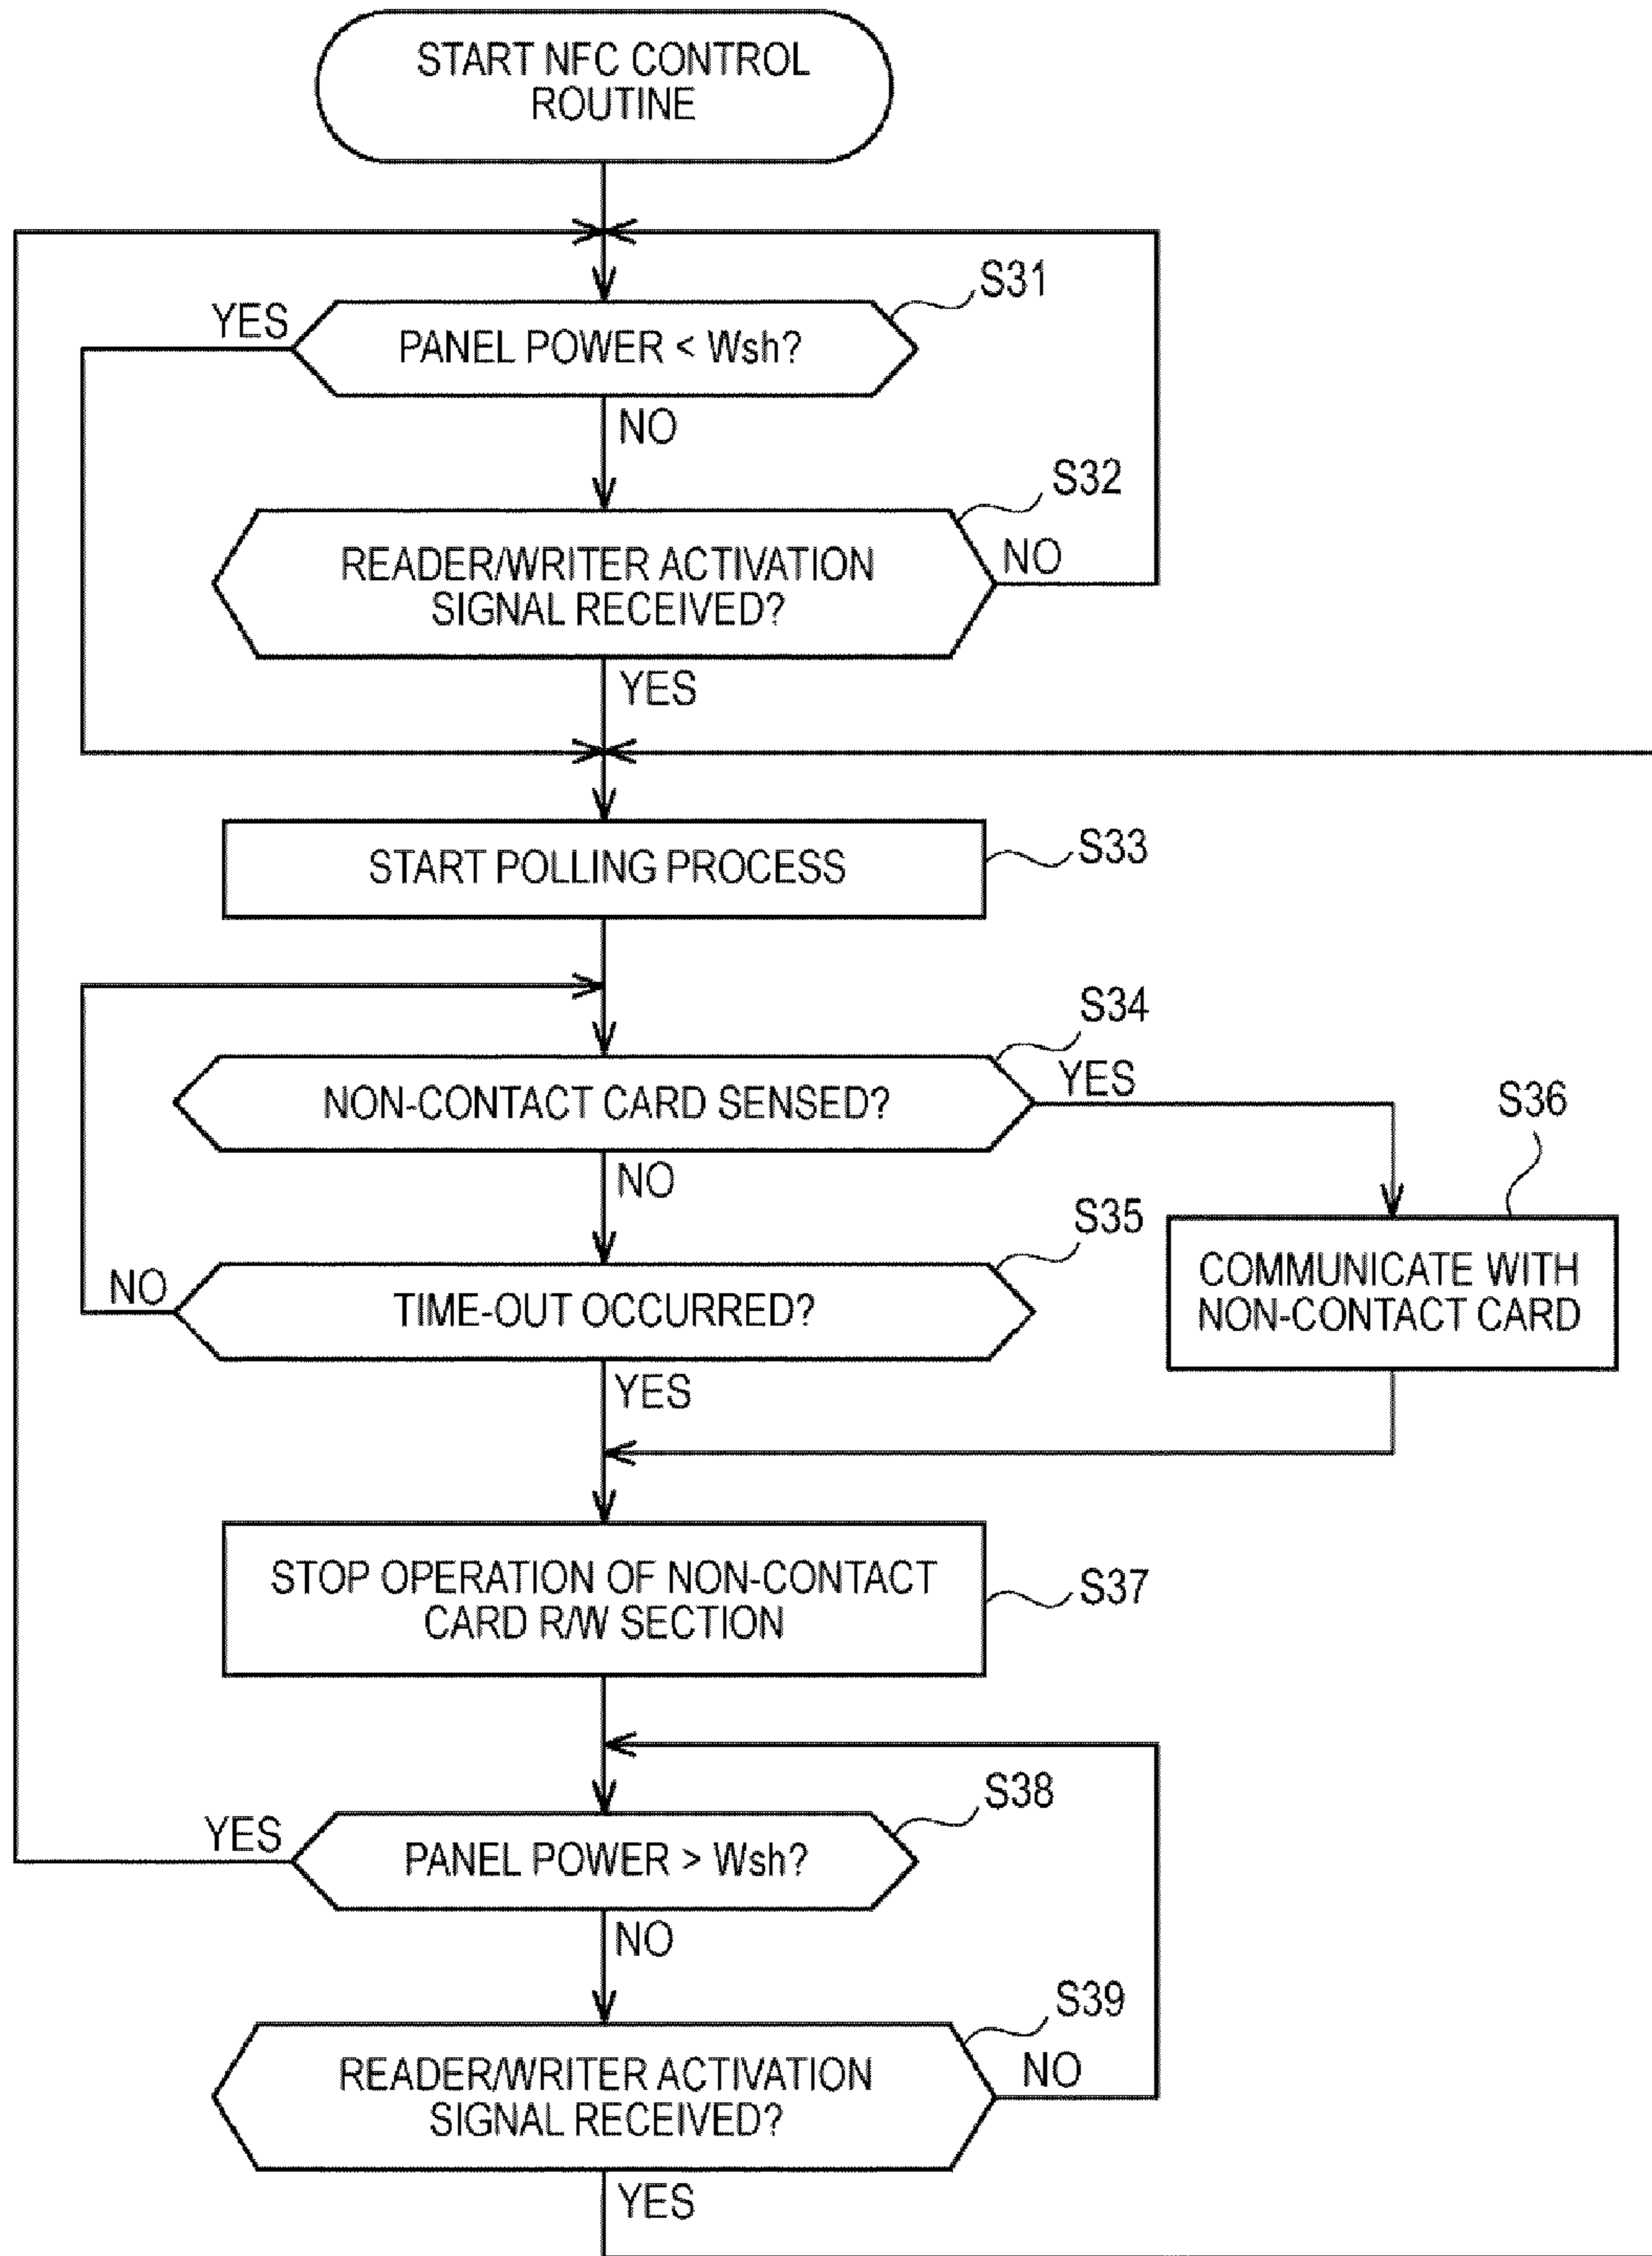 START NFC CONTROL
ROUTINE
S31
YES
PANEL POWER < Wsh?
NO
S32
READER/WRITER ACTIVATION
SIGNAL RECEIVED?
NO
YES
START POLLING PROCESS
S33
S34
NON-CONTACT CARD SENSED?
YES
S36
NO
S35
NO
TIME-OUT OCCURRED?
COMMUNICATE WITH
NON-CONTACT CARD
YES
STOP OPERATION OF NON-CONTACT
CARD R/W SECTION
S37
S38
YES
PANEL POWER > Wsh?
NO
S39
READER/WRITER ACTIVATION
SIGNAL RECEIVED?
NO
YES